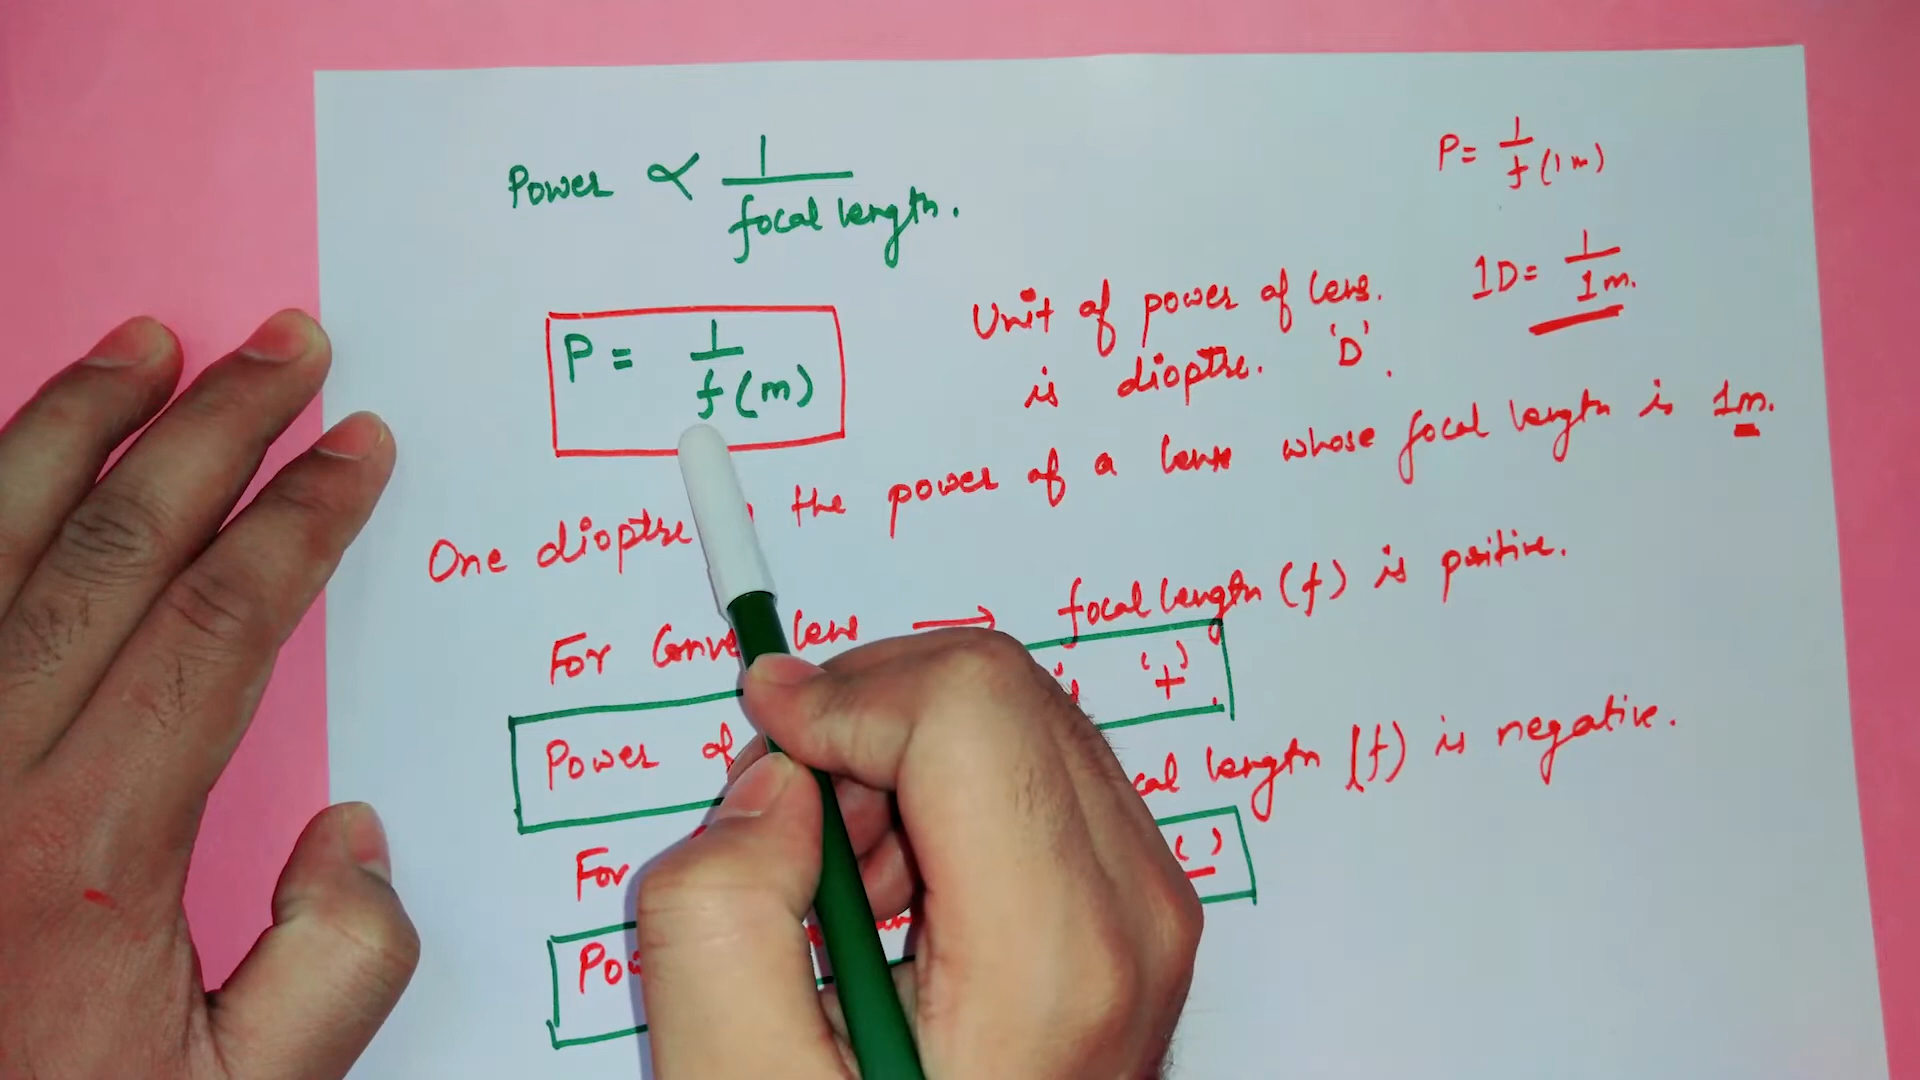 Power ∝ 1/focal length.
P = 1/f (1m)
1D = 1/1m.
P = 1/f (m)
Unit of power of lens.
is dioptre. 'D'.
One dioptre the power of a lens whose focal length is 1m.
For lens → focal length (f) is positive.
Power of (+).
length (f) is negative.
For (-)